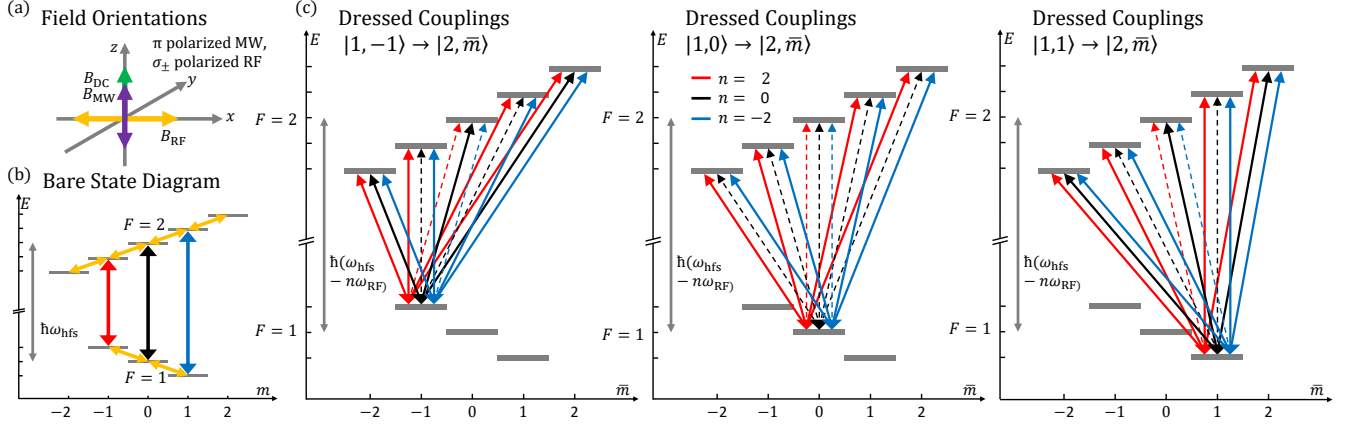 (a)
Field Orientations
π polarized MW,
σ± polarized RF
z
y
x
B_DC
B_MW
B_RF
(b)
Bare State Diagram
E
F = 2
ħω_hfs
F = 1
m
−2 −1 0 1 2
(c)
Dressed Couplings
|1, −1⟩ → |2, m̅⟩
E
F = 2
ħ(ω_hfs
− nω_RF)
F = 1
m̅
−2 −1 0 1 2
Dressed Couplings
|1,0⟩ → |2, m̅⟩
E
n = 2
n = 0
n = −2
F = 2
ħ(ω_hfs
− nω_RF)
F = 1
m̅
−2 −1 0 1 2
Dressed Couplings
|1,1⟩ → |2, m̅⟩
E
F = 2
ħ(ω_hfs
− nω_RF)
F = 1
m̅
−2 −1 0 1 2